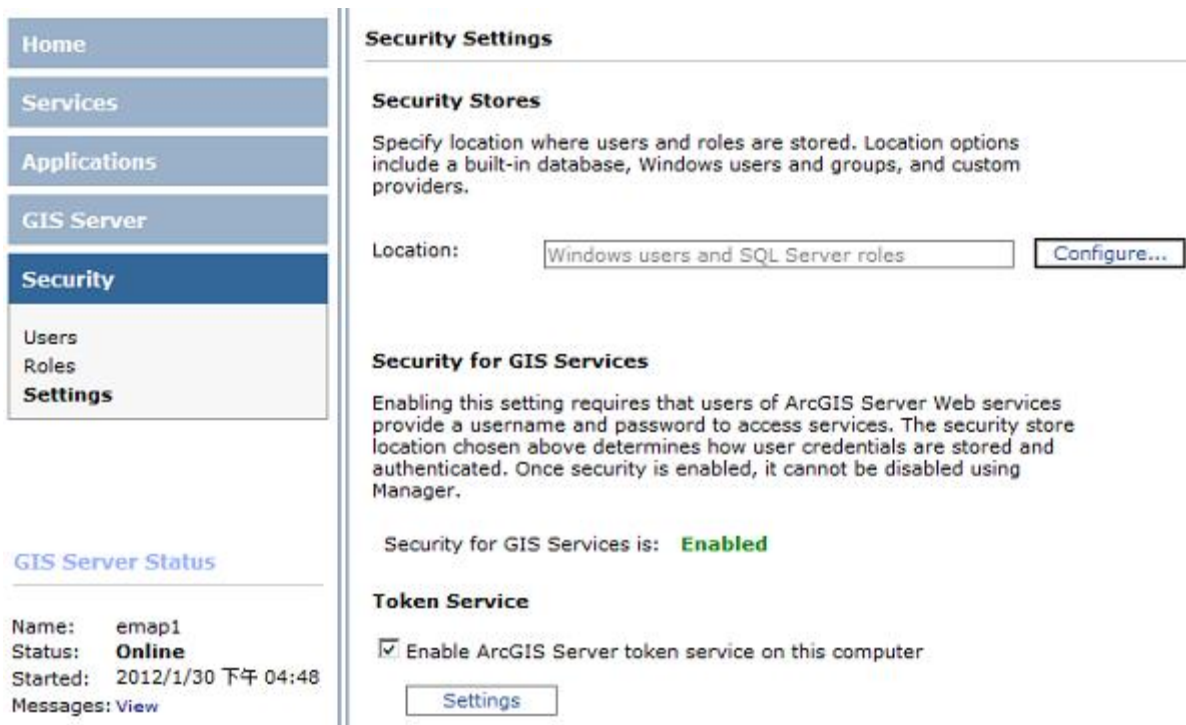 Home
Services
Applications
GIS Server
Security
Users
Roles
Settings
GIS Server Status
Name: emap1
Status: Online
Started: 2012/1/30 下午 04:48
Messages: View
Security Settings
Security Stores
Specify location where users and roles are stored. Location options
include a built-in database, Windows users and groups, and custom
providers.
Location: Windows users and SQL Server roles Configure...
Security for GIS Services
Enabling this setting requires that users of ArcGIS Server Web services
provide a username and password to access services. The security store
location chosen above determines how user credentials are stored and
authenticated. Once security is enabled, it cannot be disabled using
Manager.
Security for GIS Services is: Enabled
Token Service
Enable ArcGIS Server token service on this computer
Settings